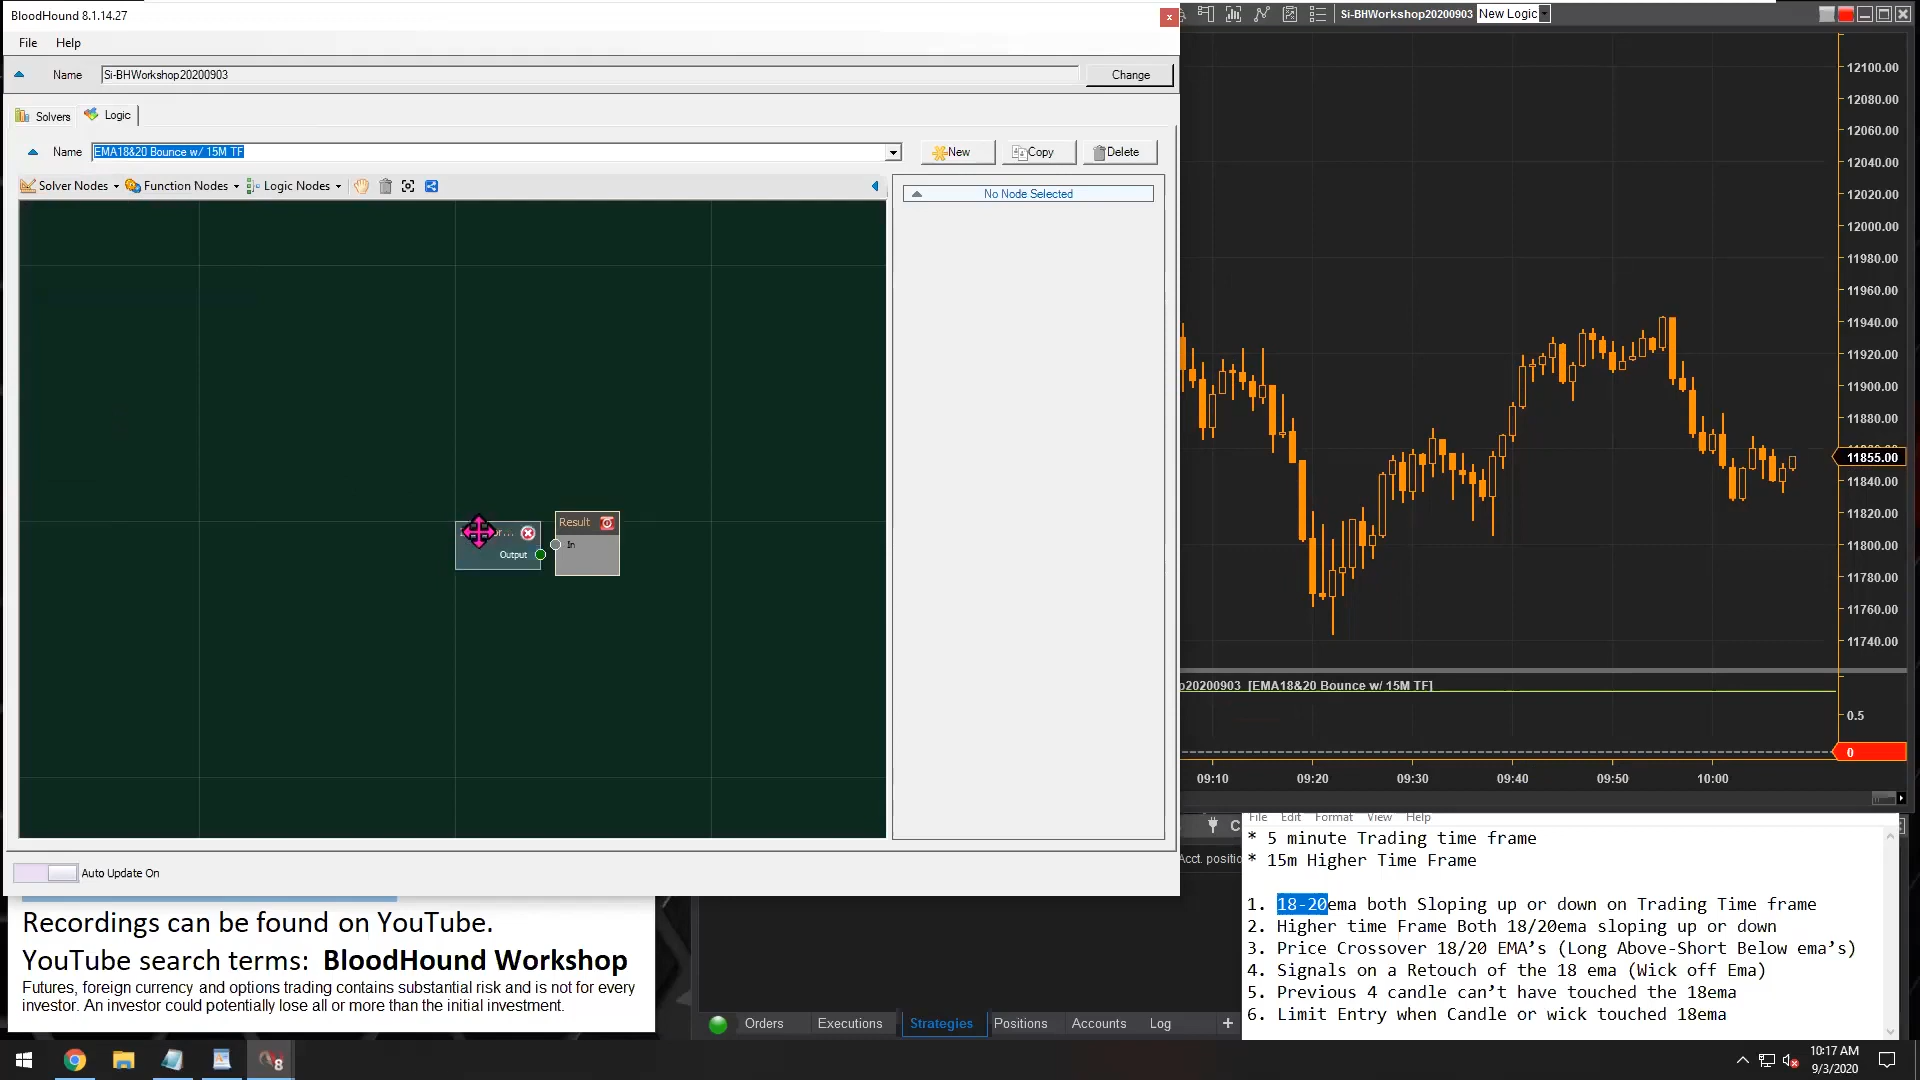 BloodHound 8.1.14.27
File Help
Name Si-BHWorkshop20200903 Change
Solvers Logic
Name EMA18&20 Bounce w/ 15M TF New Copy Delete
Solver Nodes Function Nodes Logic Nodes
No Node Selected
Output
Result
In
Auto Update On
Si-BHWorkshop20200903 New Logic
12100.00
12080.00
12060.00
12040.00
12020.00
12000.00
11980.00
11960.00
11940.00
11920.00
11900.00
11880.00
11855.00
11840.00
11820.00
11800.00
11780.00
11760.00
11740.00
p20200903 [EMA18&20 Bounce w/ 15M TF]
0.5
0
09:10 09:20 09:30 09:40 09:50 10:00
Acct. positio
File Edit Format View Help
* 5 minute Trading time frame
* 15m Higher Time Frame
1. 18-20ema both Sloping up or down on Trading Time frame
2. Higher time Frame Both 18/20ema sloping up or down
3. Price Crossover 18/20 EMA’s (Long Above-Short Below ema’s)
4. Signals on a Retouch of the 18 ema (Wick off Ema)
5. Previous 4 candle can’t have touched the 18ema
6. Limit Entry when Candle or wick touched 18ema
Recordings can be found on YouTube.
YouTube search terms: BloodHound Workshop
Futures, foreign currency and options trading contains substantial risk and is not for every
investor. An investor could potentially lose all or more than the initial investment.
Orders Executions Strategies Positions Accounts Log +
8
10:17 AM
9/3/2020